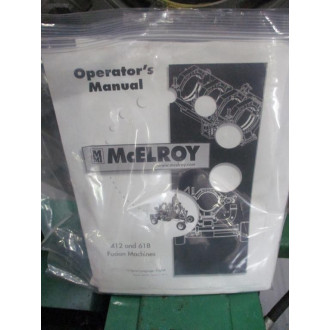 Operator's
Manual
McELROY
412 and 618
Fusion Machines